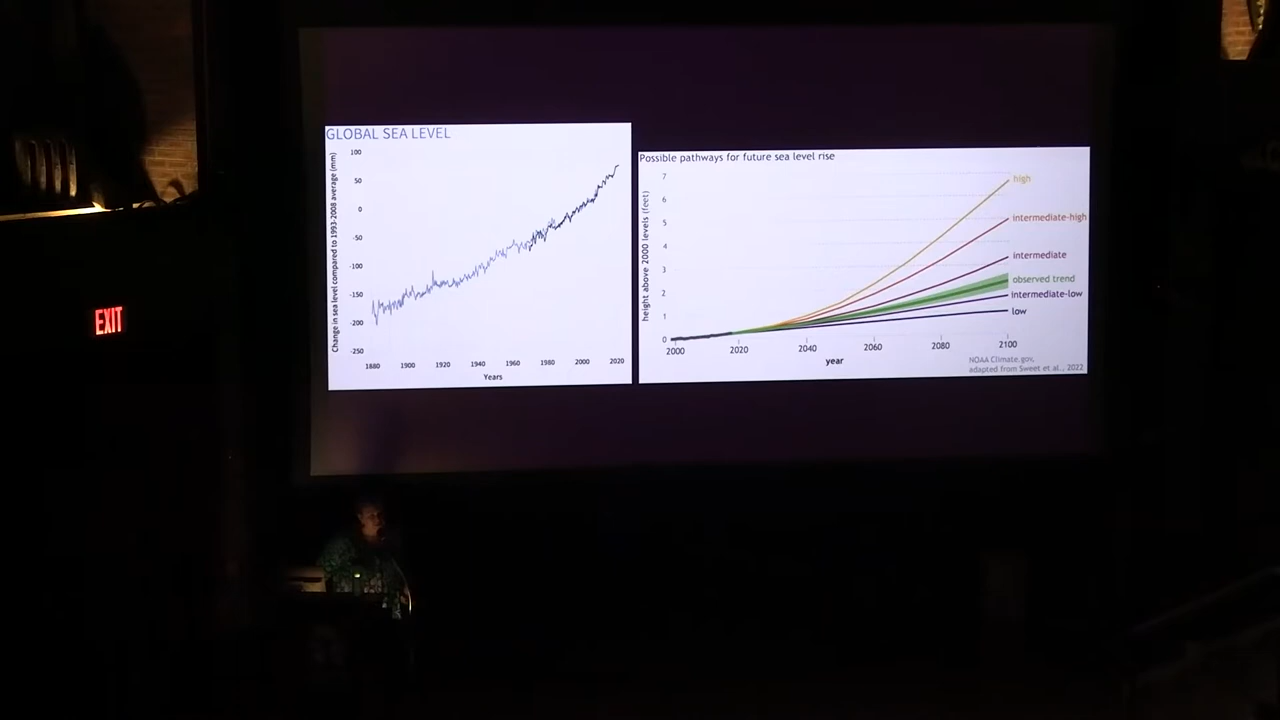 GLOBAL SEA LEVEL
Change in sea level compared to 1993-2008 average (mm)
100
50
0
-50
-100
-150
-200
-250
1880 1900 1920 1940 1960 1980 2000 2020
Years
Possible pathways for future sea level rise
height above 2000 levels (feet)
7
6
5
4
3
2
1
0
high
intermediate-high
intermediate
observed trend
intermediate-low
low
2000 2020 2040 2060 2080 2100
year
NOAA Climate.gov,
adapted from Sweet et al., 2022
EXIT